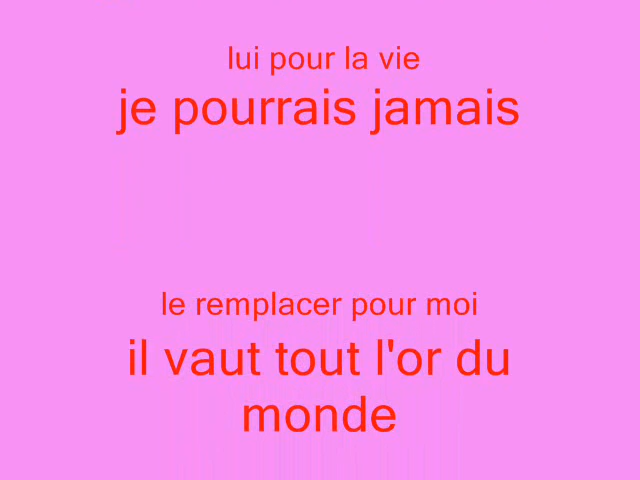 lui pour la vie
je pourrais jamais
le remplacer pour moi
il vaut tout l'or du
monde